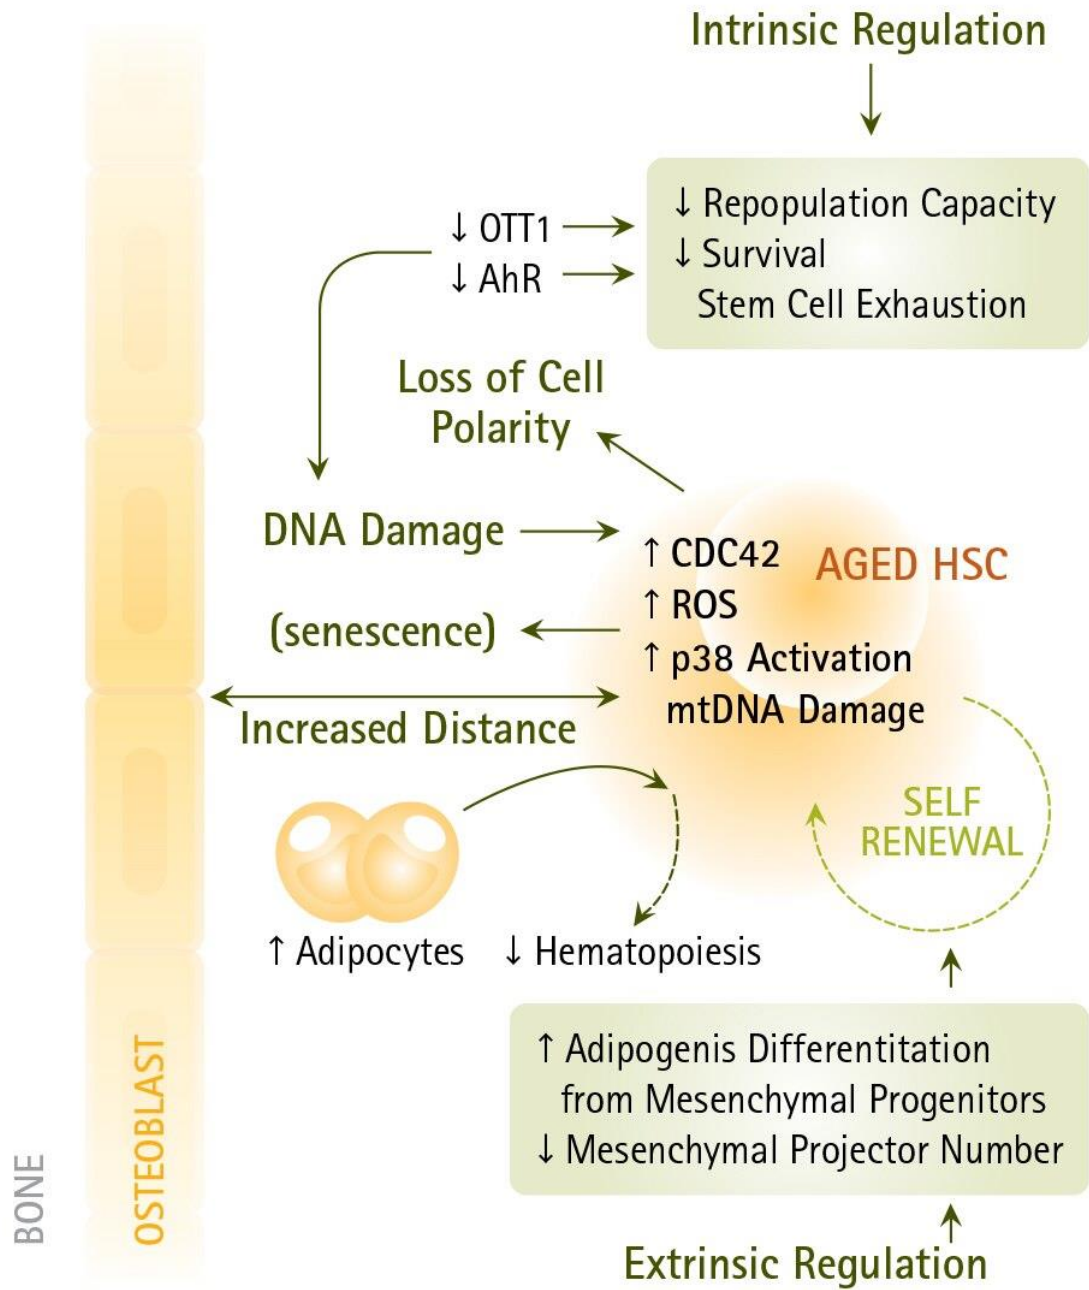 Intrinsic Regulation
↓ Repopulation Capacity
↓ Survival
Stem Cell Exhaustion
↓ OTT1
↓ AhR
Loss of Cell
Polarity
DNA Damage
(senescence)
Increased Distance
↑ CDC42
↑ ROS
↑ p38 Activation
mtDNA Damage
AGED HSC
SELF
RENEWAL
↑ Adipocytes
↓ Hematopoiesis
↑ Adipogenis Differentitation
from Mesenchymal Progenitors
↓ Mesenchymal Projector Number
Extrinsic Regulation
OSTEOBLAST
BONE